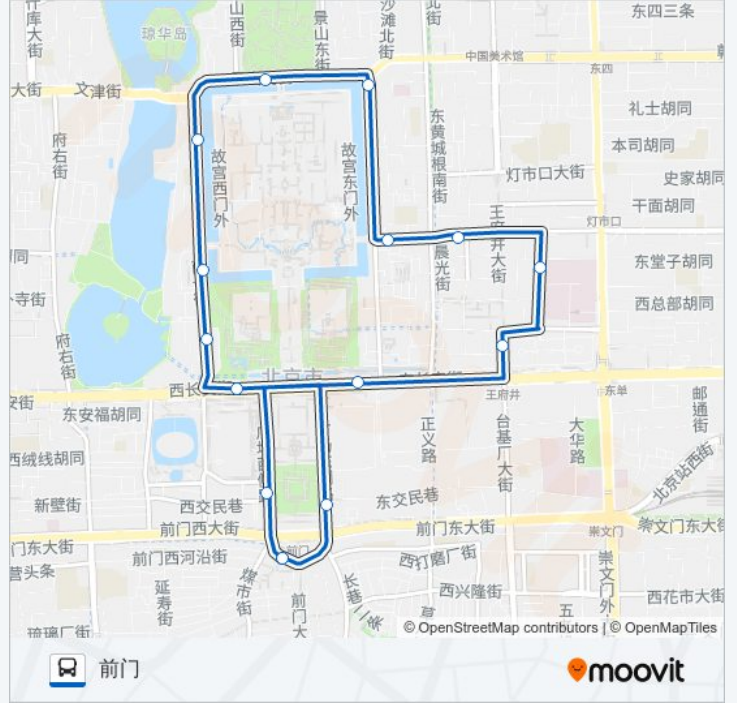 什库大街
山西街
景山东街
沙滩北街
北街
东四三条
琼华岛
中国美术馆
东四
大街
文津街
礼士胡同
府右街
故宫西门外
故宫东门外
东黄城根南街
本司胡同
灯市口大街
史家胡同
干面胡同
灯市口
晨光街
东堂子胡同
西总部胡同
府右街
北京市
西长
王府井
东单
邮通街
东安福胡同
正义路
台基厂大街
大华路
西绒线胡同
北京站西街
新壁街
西交民巷
东交民巷
前门西大街
前门东大街
崇文门
崇文门东大街
门东大街
前门西河沿街
前门
西打磨厂街
营头条
延寿街
煤市街
前门大
长巷二条
西兴隆街
崇文门外
西花市大街
五
琉璃厂街
© OpenStreetMap contributors | © OpenMapTiles
前门
moovit